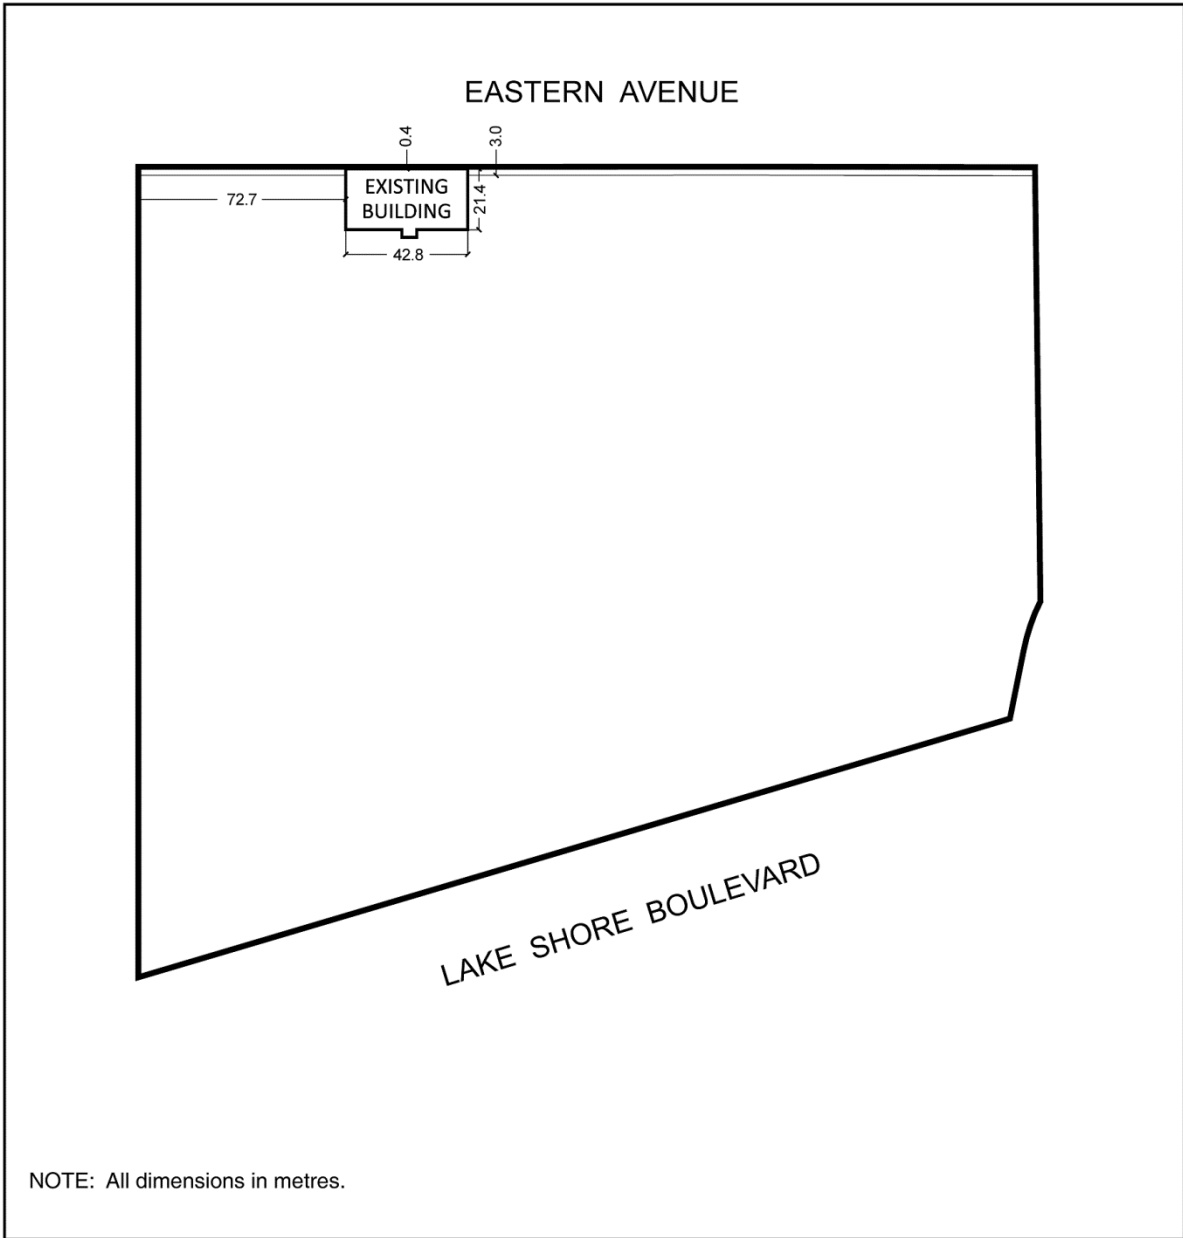 EASTERN AVENUE
0.4
3.0
EXISTING
BUILDING
72.7
21.4
42.8
LAKE SHORE BOULEVARD
NOTE: All dimensions in metres.